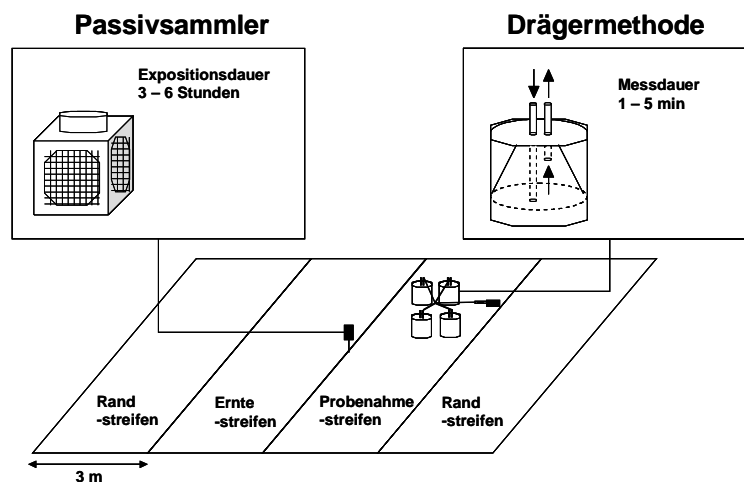 Passivsammler
Drägermethode
Expositionsdauer
3 – 6 Stunden
Messdauer
1 – 5 min
Rand
-streifen
Ernte
-streifen
Probenahme
-streifen
Rand
-streifen
3 m